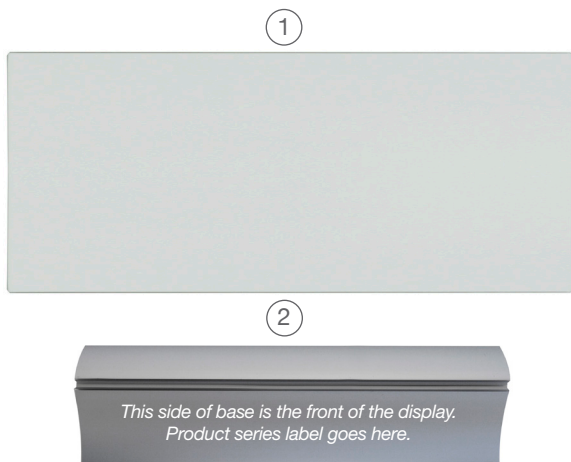 1
2
This side of base is the front of the display.
Product series label goes here.